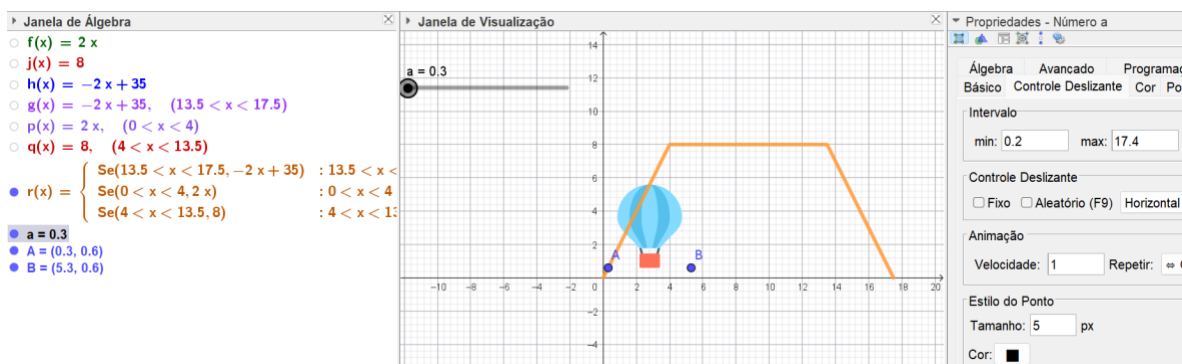 Janela de Álgebra
f(x) = 2 x
j(x) = 8
h(x) = −2 x + 35
g(x) = −2 x + 35, (13.5 < x < 17.5)
p(x) = 2 x, (0 < x < 4)
q(x) = 8, (4 < x < 13.5)
Se(13.5 < x < 17.5, −2 x + 35) : 13.5 < x <
r(x) = Se(0 < x < 4, 2 x) : 0 < x < 4
Se(4 < x < 13.5, 8) : 4 < x < 1
a = 0.3
A = (0.3, 0.6)
B = (5.3, 0.6)
Janela de Visualização
a = 0.3
14
12
10
8
6
4
2
−2
−4
A
B
−10 −8 −6 −4 −2 0 2 4 6 8 10 12 14 16 18 20
Propriedades - Número a
Álgebra Avançado Programaç
Básico Controle Deslizante Cor Po
Intervalo
min: 0.2 max: 17.4
Controle Deslizante
Fixo Aleatório (F9) Horizontal
Animação
Velocidade: 1 Repetir:
Estilo do Ponto
Tamanho: 5 px
Cor: